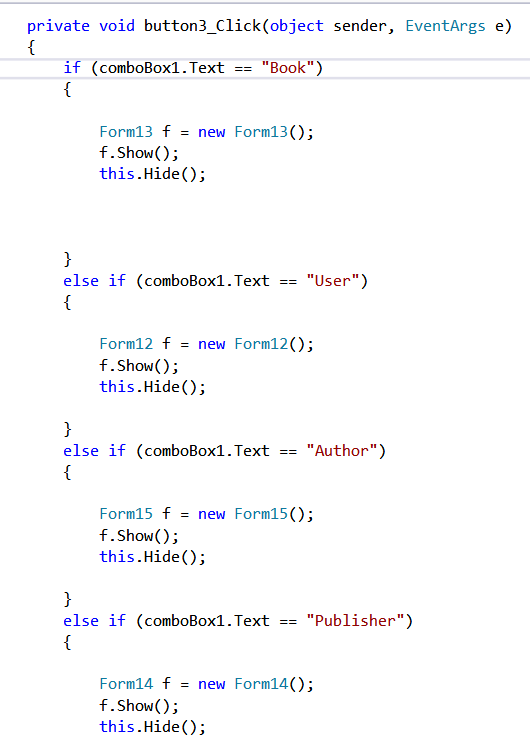 private void button3_Click(object sender, EventArgs e)
{
if (comboBox1.Text == "Book")
{
Form13 f = new Form13();
f.Show();
this.Hide();
}
else if (comboBox1.Text == "User")
{
Form12 f = new Form12();
f.Show();
this.Hide();
}
else if (comboBox1.Text == "Author")
{
Form15 f = new Form15();
f.Show();
this.Hide();
}
else if (comboBox1.Text == "Publisher")
{
Form14 f = new Form14();
f.Show();
this.Hide();